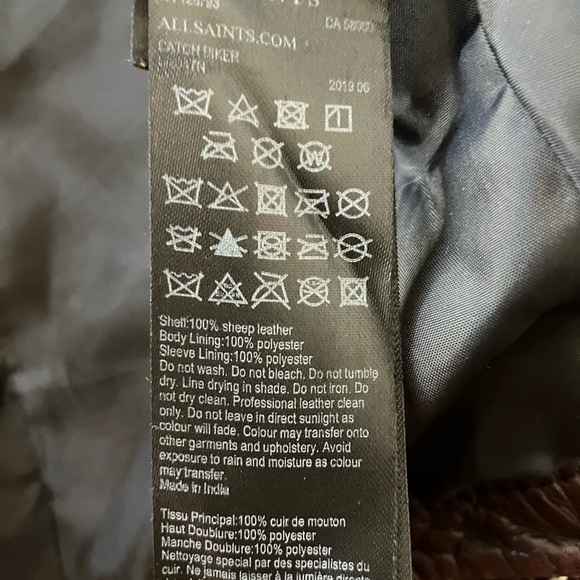 CA 58060
ALLSAINTS.COM
CATCH BIKER
2019 06
Shell:100% sheep leather
Body Lining:100% polyester
Sleeve Lining:100% polyester
Do not wash. Do not bleach. Do not tumble
dry. Line drying in shade. Do not iron. Do
not dry clean. Professional leather clean
only. Do not leave in direct sunlight as
colour will fade. Colour may transfer onto
other garments and upholstery. Avoid
exposure to rain and moisture as colour
may transfer.
Made in India
Tissu Principal:100% cuir de mouton
Haut Doublure:100% polyester
Manche Doublure:100% polyester
Nettoyage special par des specialistes du
cuir. Ne jamais laisser à la lumière directe